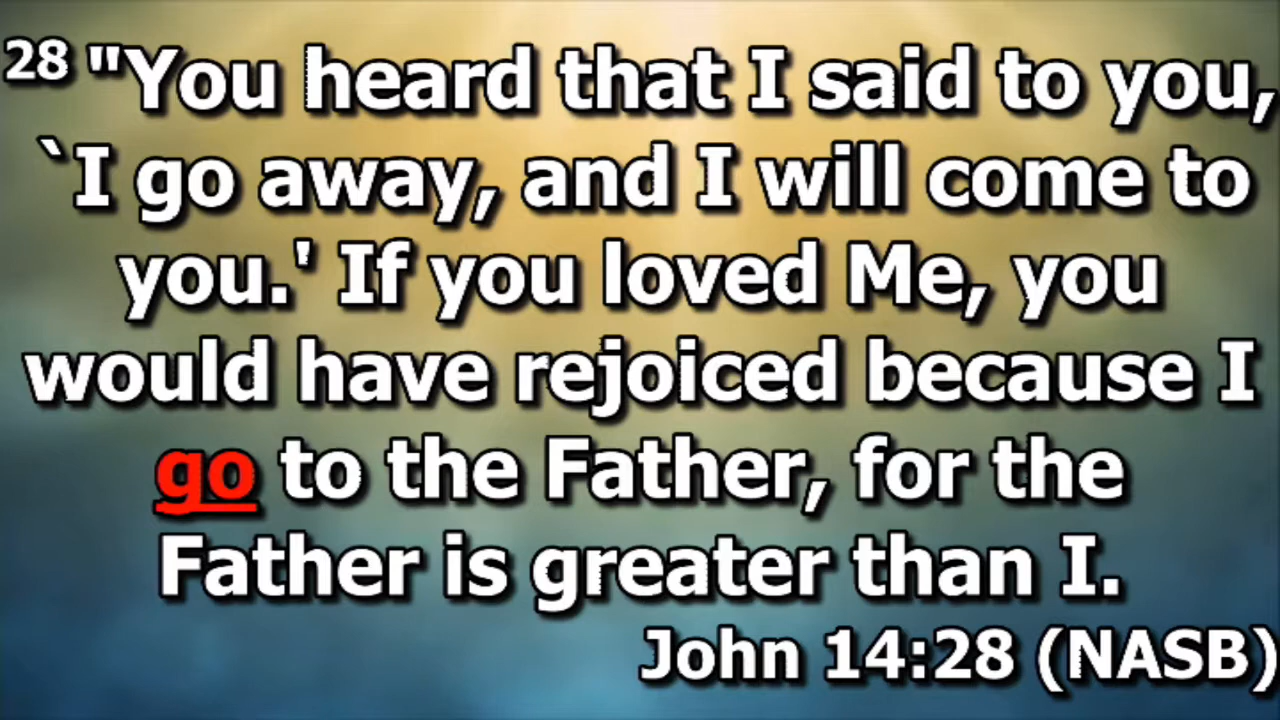 28 "You heard that I said to you,
`I go away, and I will come to
you.' If you loved Me, you
would have rejoiced because I
go to the Father, for the
Father is greater than I.
John 14:28 (NASB)